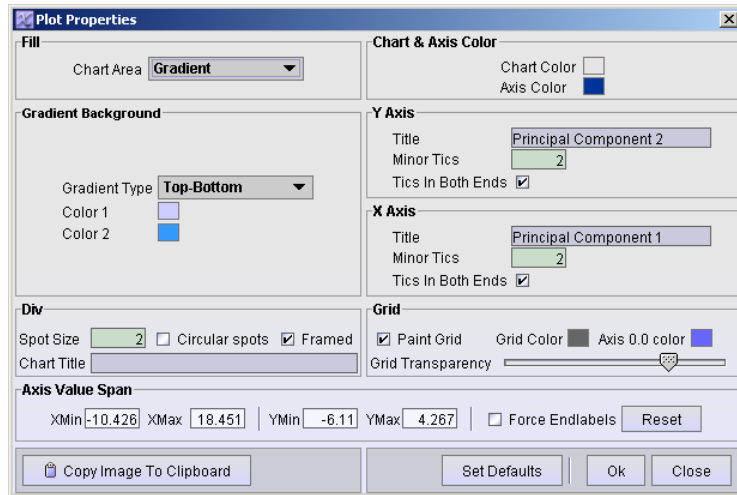 Plot Properties
Fill
Chart Area Gradient
Chart & Axis Color
Chart Color
Axis Color
Gradient Background
Gradient Type Top-Bottom
Color 1
Color 2
Y Axis
Title Principal Component 2
Minor Tics 2
Tics In Both Ends
X Axis
Title Principal Component 1
Minor Tics 2
Tics In Both Ends
Div
Spot Size 2 Circular spots Framed
Chart Title
Grid
Paint Grid Grid Color Axis 0.0 color
Grid Transparency
Axis Value Span
XMin -10.426 XMax 18.451 YMin -6.11 YMax 4.267 Force Endlabels Reset
Copy Image To Clipboard Set Defaults Ok Close